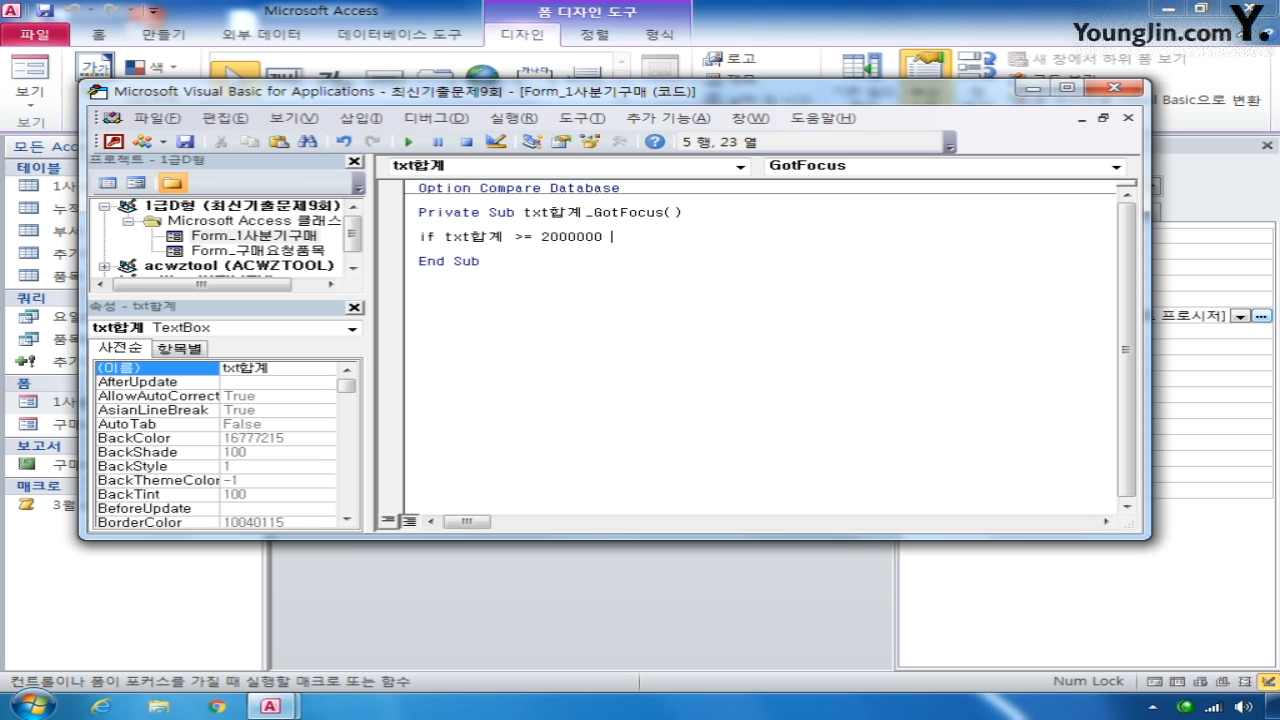 Microsoft Access
폼 디자인 도구
YoungJin.com Y.
파일 홈 만들기 외부 데이터 데이터베이스 도구 디자인 정렬 형식
보기
가가
색
로고
새 창에서 하위 폼 보기
보기
Basic으로 변환
Microsoft Visual Basic for Applications - 최신기출문제9회 - [Form_1사분기구매 (코드)]
파일(F) 편집(E) 보기(V) 삽입(I) 디버그(D) 실행(R) 도구(T) 추가 기능(A) 창(W) 도움말(H)
5 행, 23 열
모든 Acc
테이블
쿼리
폼
보고서
매크로
프로젝트 - 1급D형
1급D형 (최신기출문제9회)
Microsoft Access 클래스
Form_1사분기구매
Form_구매요청품목
acwztool (ACWZTOOL)
속성 - txt합계
txt합계 TextBox
사전순 항목별
(이름) txt합계
AfterUpdate
AllowAutoCorrect True
AsianLineBreak True
AutoTab False
BackColor 16777215
BackShade 100
BackStyle 1
BackThemeColor -1
BackTint 100
BeforeUpdate
BorderColor 10040115
txt합계 GotFocus
Option Compare Database
Private Sub txt합계_GotFocus()
if txt합계 >= 2000000
End Sub
프로시저]
컨트롤이나 폼이 포커스를 가질 때 실행할 매크로 또는 함수
Num Lock